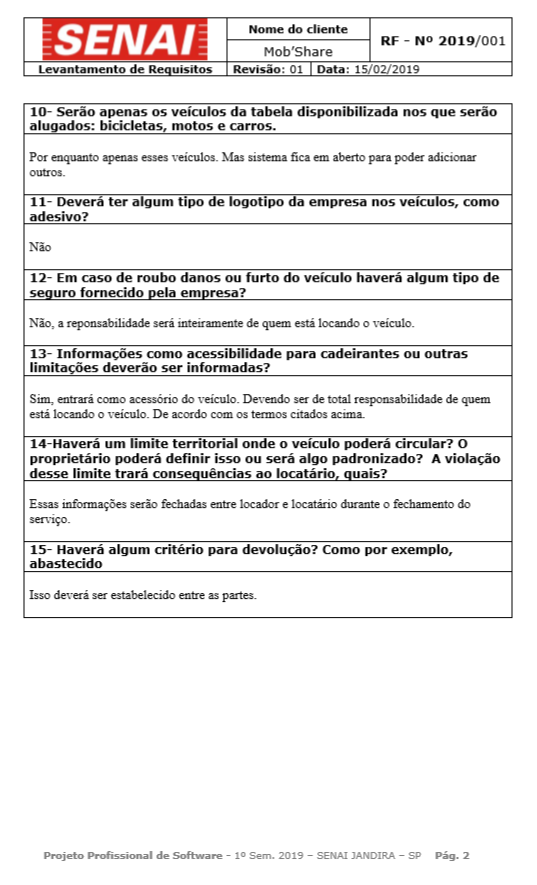 SENAI
Nome do cliente
Mob'Share
RF - Nº 2019/001
Levantamento de Requisitos
Revisão: 01
Data: 15/02/2019
10- Serão apenas os veículos da tabela disponibilizada nos que serão
alugados: bicicletas, motos e carros.
Por enquanto apenas esses veículos. Mas sistema fica em aberto para poder adicionar
outros.
11- Deverá ter algum tipo de logotipo da empresa nos veículos, como
adesivo?
Não
12- Em caso de roubo danos ou furto do veículo haverá algum tipo de
seguro fornecido pela empresa?
Não, a reponsabilidade será inteiramente de quem está locando o veículo.
13- Informações como acessibilidade para cadeirantes ou outras
limitações deverão ser informadas?
Sim, entrará como acessório do veículo. Devendo ser de total responsabilidade de quem
está locando o veículo. De acordo com os termos citados acima.
14-Haverá um limite territorial onde o veículo poderá circular? O
proprietário poderá definir isso ou será algo padronizado?  A violação
desse limite trará consequências ao locatário, quais?
Essas informações serão fechadas entre locador e locatário durante o fechamento do
serviço.
15- Haverá algum critério para devolução? Como por exemplo,
abastecido
Isso deverá ser estabelecido entre as partes.
Projeto Profissional de Software - 1º Sem. 2019 – SENAI JANDIRA – SP    Pág. 2